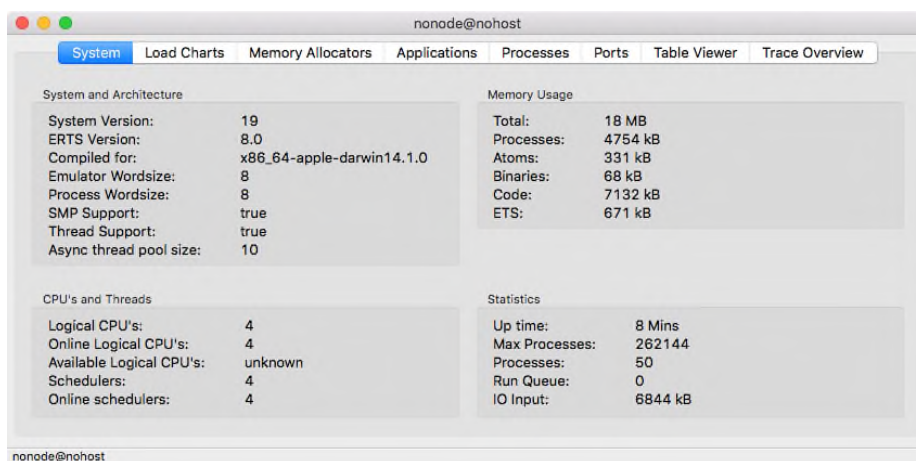 nonode@nohost
System Load Charts Memory Allocators Applications Processes Ports Table Viewer Trace Overview
System and Architecture
System Version: 19
ERTS Version: 8.0
Compiled for: x86_64-apple-darwin14.1.0
Emulator Wordsize: 8
Process Wordsize: 8
SMP Support: true
Thread Support: true
Async thread pool size: 10
Memory Usage
Total: 18 MB
Processes: 4754 kB
Atoms: 331 kB
Binaries: 68 kB
Code: 7132 kB
ETS: 671 kB
CPU's and Threads
Logical CPU's: 4
Online Logical CPU's: 4
Available Logical CPU's: unknown
Schedulers: 4
Online schedulers: 4
Statistics
Up time: 8 Mins
Max Processes: 262144
Processes: 50
Run Queue: 0
IO Input: 6844 kB
nonode@nohost